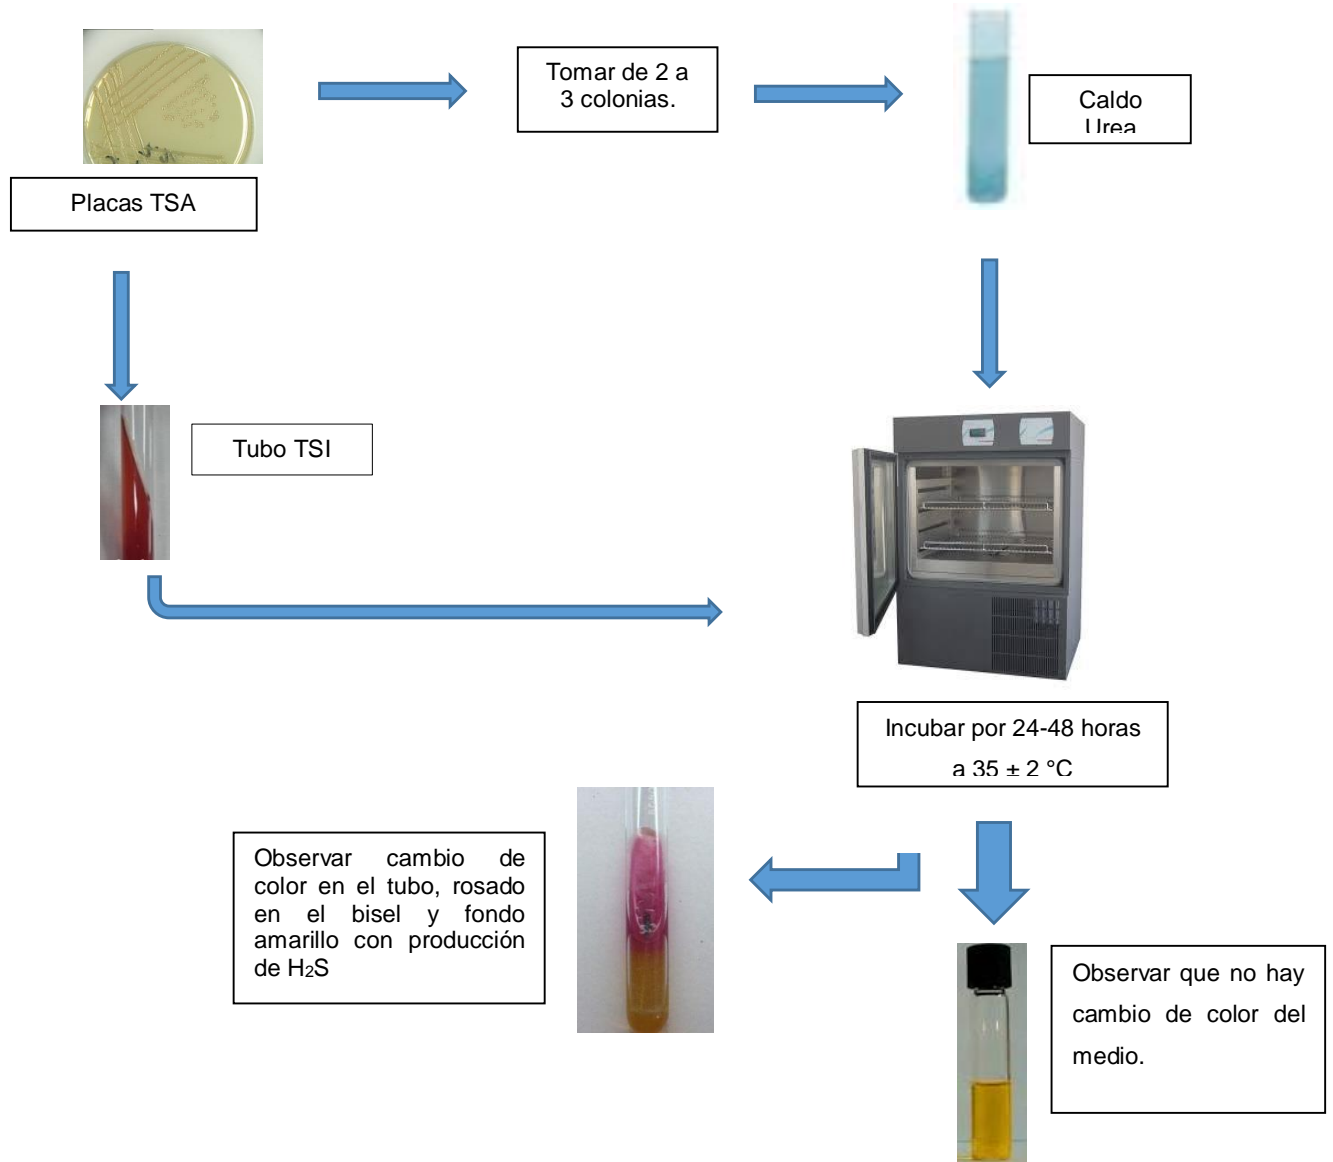 Tomar de 2 a
3 colonias.
Caldo
Urea
Placas TSA
Tubo TSI
Incubar por 24-48 horas
a 35 ± 2 °C
Observar cambio de
color en el tubo, rosado
en el bisel y fondo
amarillo con producción
de H₂S
Observar que no hay
cambio de color del
medio.